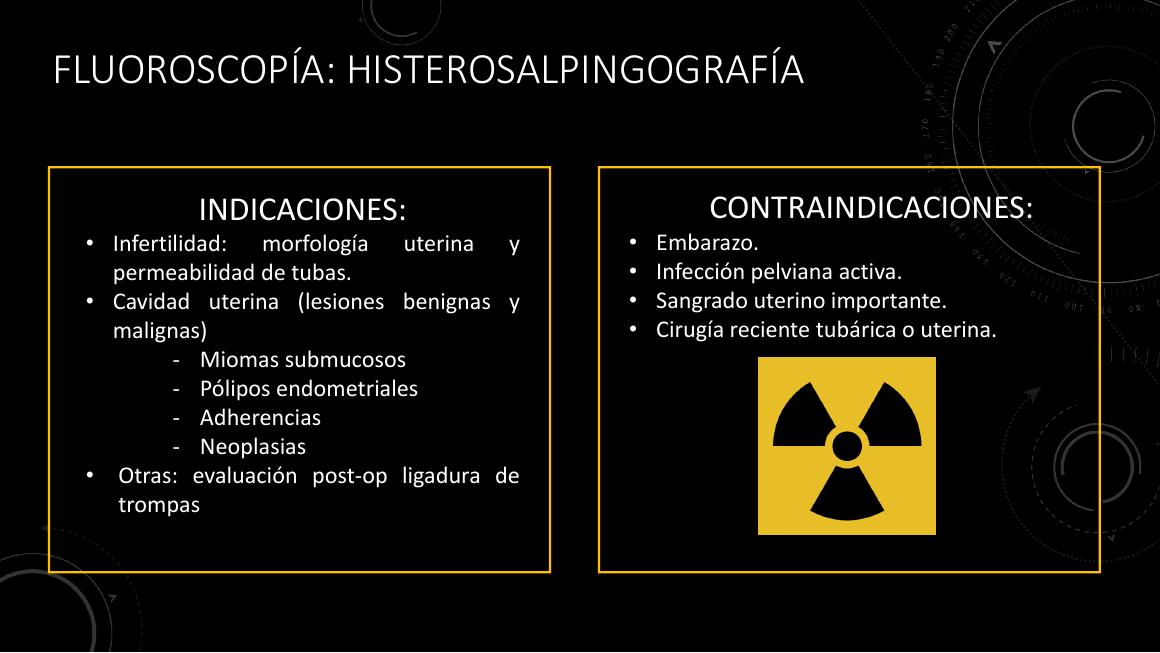 FLUOROSCOPÍA: HISTEROSALPINGOGRAFÍA
INDICACIONES:
• Infertilidad: morfología uterina y
permeabilidad de tubas.
• Cavidad uterina (lesiones benignas y
malignas)
- Miomas submucosos
- Pólipos endometriales
- Adherencias
- Neoplasias
• Otras: evaluación post-op ligadura de
trompas
CONTRAINDICACIONES:
• Embarazo.
• Infección pelviana activa.
• Sangrado uterino importante.
• Cirugía reciente tubárica o uterina.